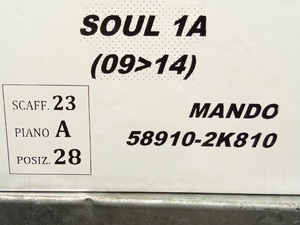 SOUL 1A
(09>14)
SCAFF. 23
PIANO A
POSIZ. 28
MANDO
58910-2K810